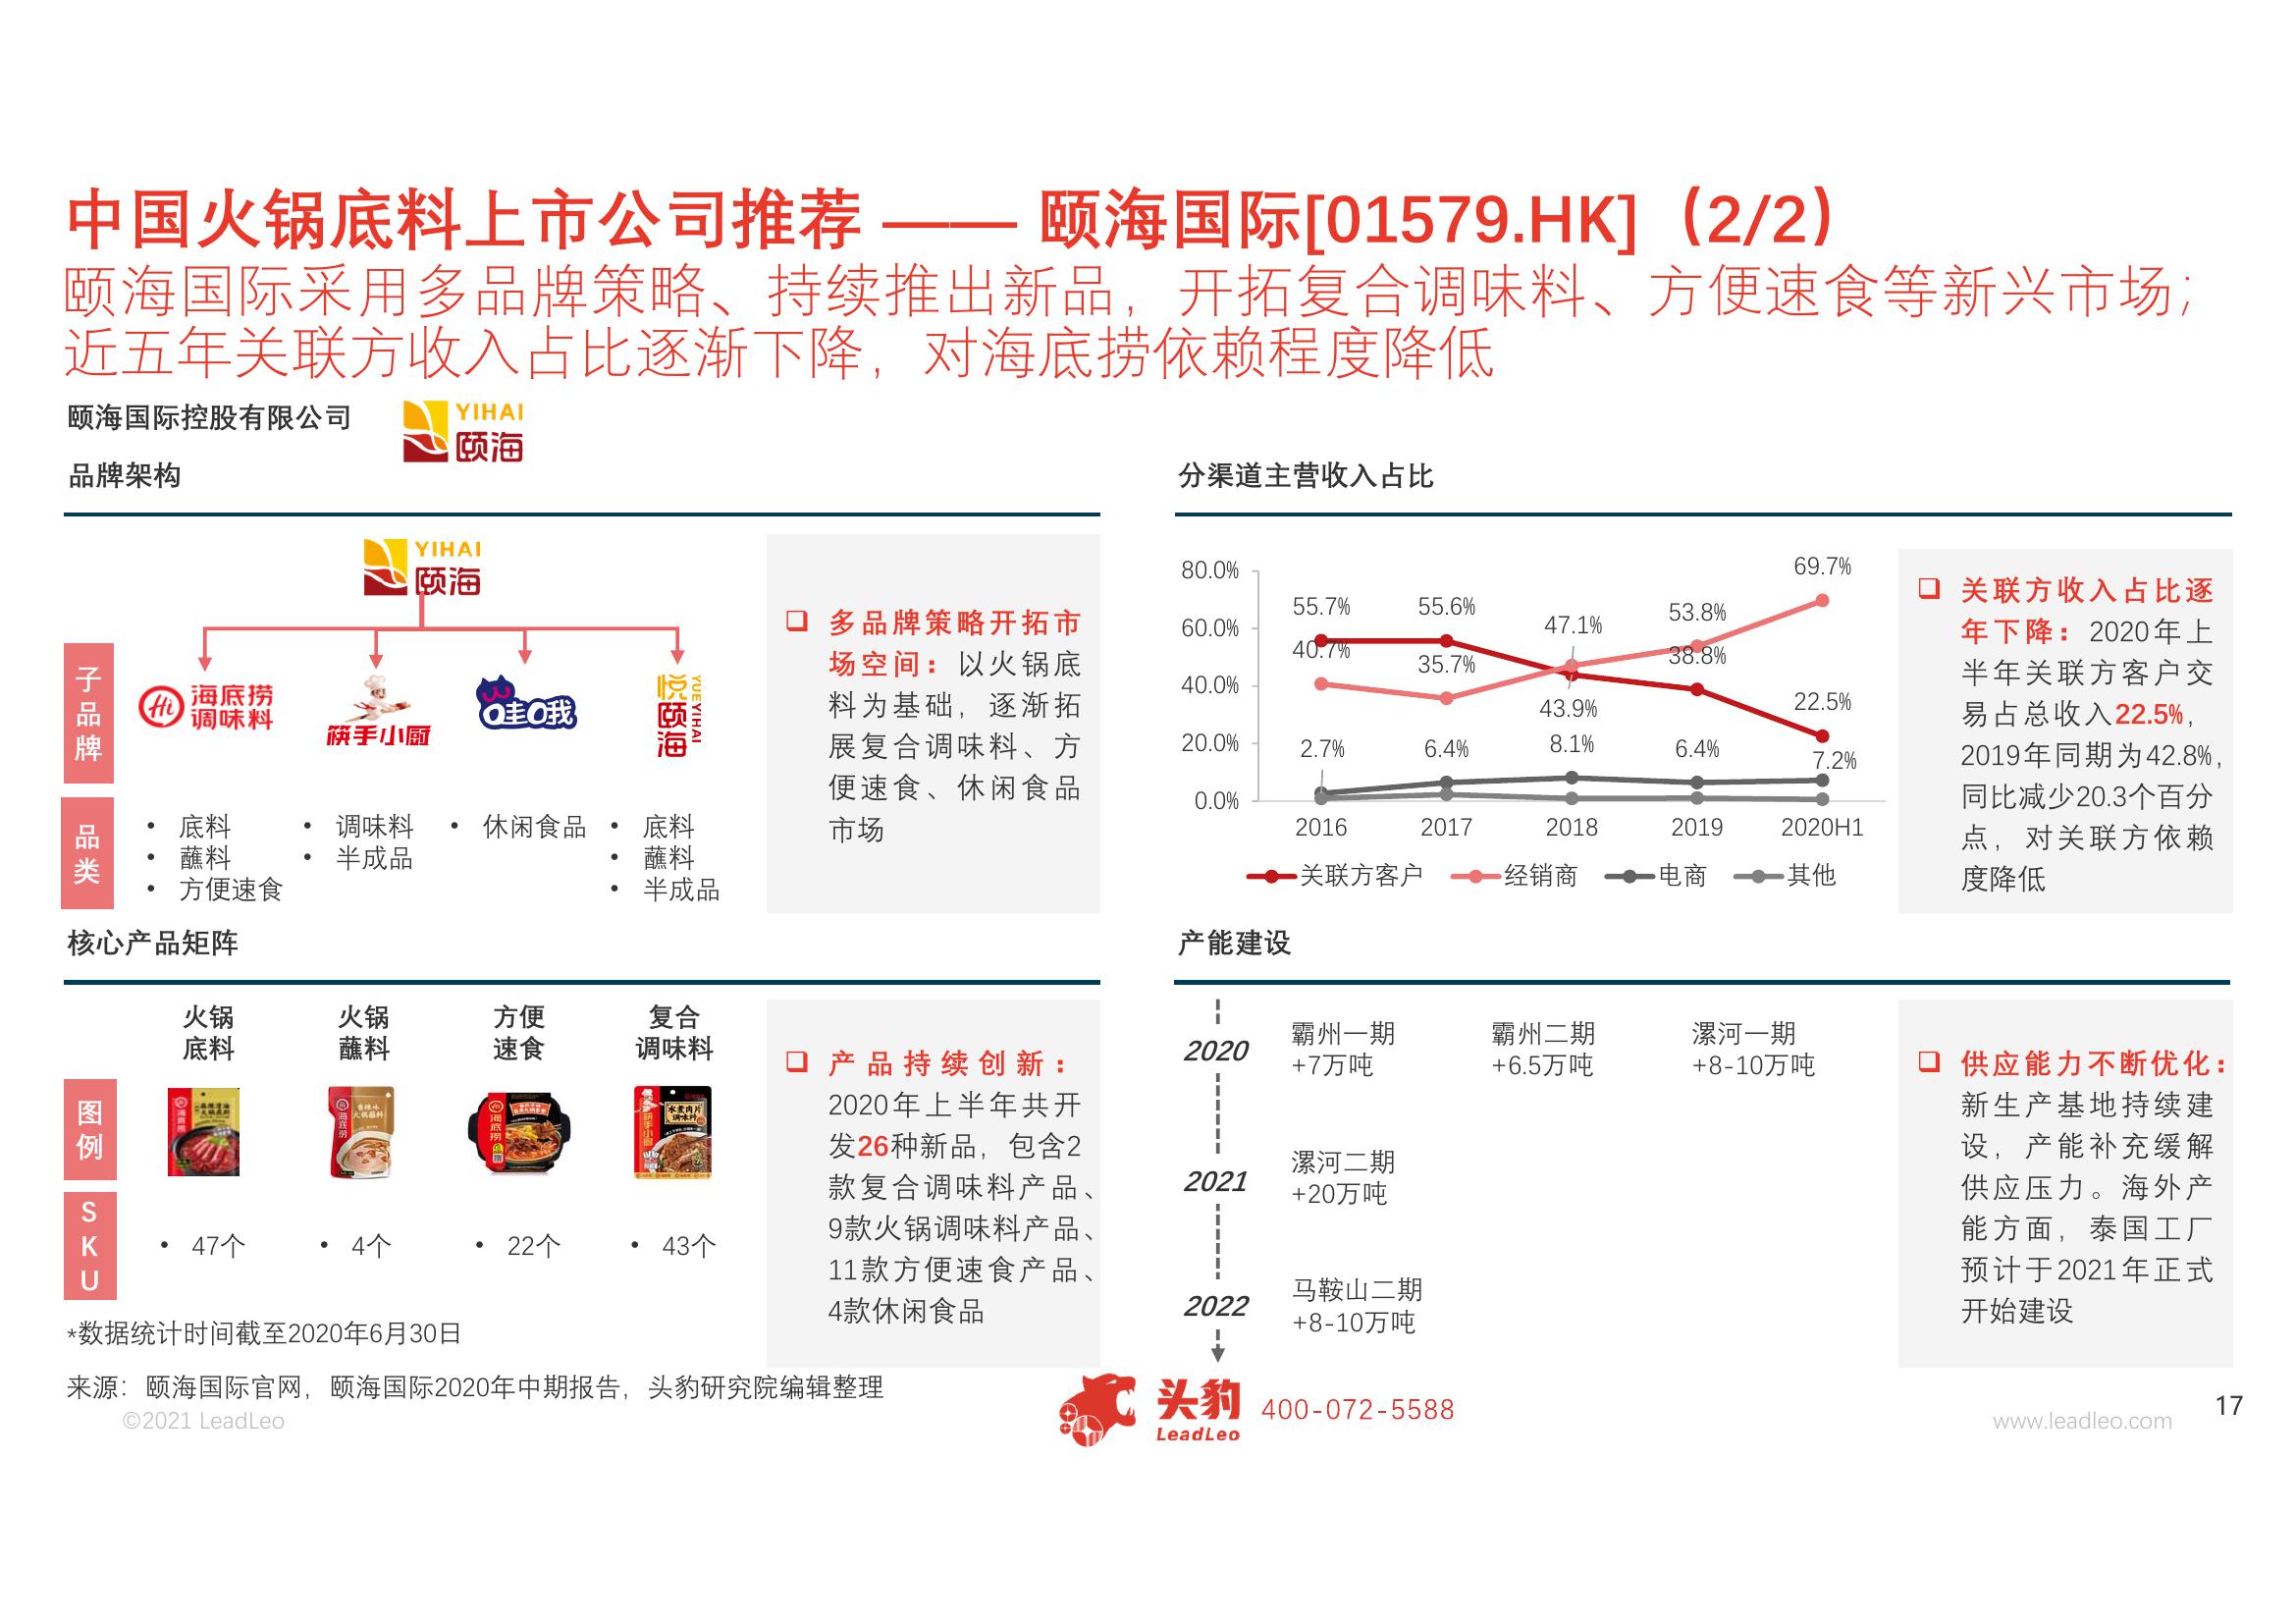 中国火锅底料上市公司推荐 —— 颐海国际[01579.HK]（2/2）
颐海国际采用多品牌策略、持续推出新品，开拓复合调味料、方便速食等新兴市场；
近五年关联方收入占比逐渐下降，对海底捞依赖程度降低
颐海国际控股有限公司
YIHAI
颐海
品牌架构
YIHAI
颐海
子品牌
Hi 海底捞
调味料
筷手小厨
哇哦
悦颐海
YUEYIHAI
品类
• 底料
• 蘸料
• 方便速食
• 调味料
• 半成品
• 休闲食品
• 底料
• 蘸料
• 半成品
❑ 多品牌策略开拓市
场空间：以火锅底
料为基础，逐渐拓
展复合调味料、方
便速食、休闲食品
市场
分渠道主营收入占比
80.0%
60.0%
40.0%
20.0%
0.0%
55.7%
55.6%
47.1%
53.8%
69.7%
40.7%
35.7%
43.9%
38.8%
22.5%
2.7%
6.4%
8.1%
6.4%
7.2%
2016
2017
2018
2019
2020H1
关联方客户
经销商
电商
其他
❑ 关联方收入占比逐
年下降：2020年上
半年关联方客户交
易占总收入22.5%，
2019年同期为42.8%，
同比减少20.3个百分
点，对关联方依赖
度降低
核心产品矩阵
火锅
底料
火锅
蘸料
方便
速食
复合
调味料
图例
SKU
• 47个
• 4个
• 22个
• 43个
❑ 产品持续创新：
2020年上半年共开
发26种新品，包含2
款复合调味料产品、
9款火锅调味料产品、
11款方便速食产品、
4款休闲食品
产能建设
2020
霸州一期
+7万吨
霸州二期
+6.5万吨
漯河一期
+8-10万吨
2021
漯河二期
+20万吨
2022
马鞍山二期
+8-10万吨
❑ 供应能力不断优化：
新生产基地持续建
设，产能补充缓解
供应压力。海外产
能方面，泰国工厂
预计于2021年正式
开始建设
*数据统计时间截至2020年6月30日
来源：颐海国际官网，颐海国际2020年中期报告，头豹研究院编辑整理
©2021 LeadLeo
头豹
LeadLeo
400-072-5588
www.leadleo.com
17